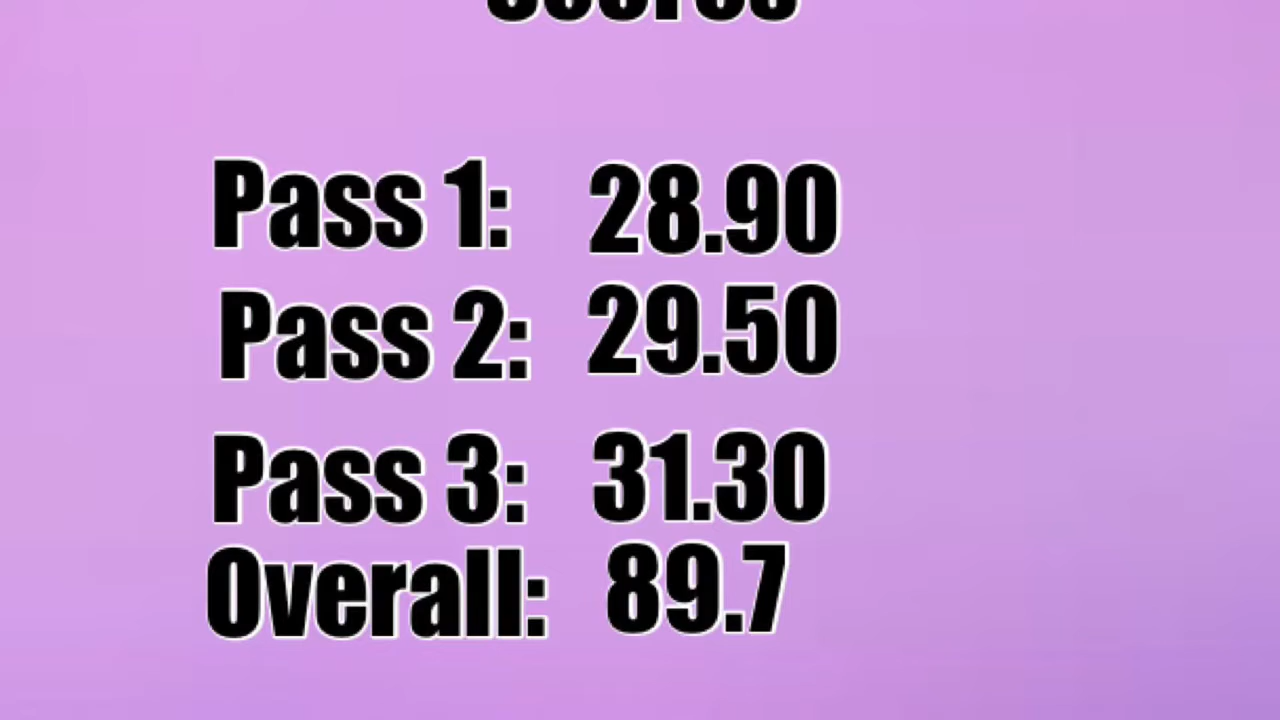 Pass 1: 28.90
Pass 2: 29.50
Pass 3: 31.30
Overall: 89.7